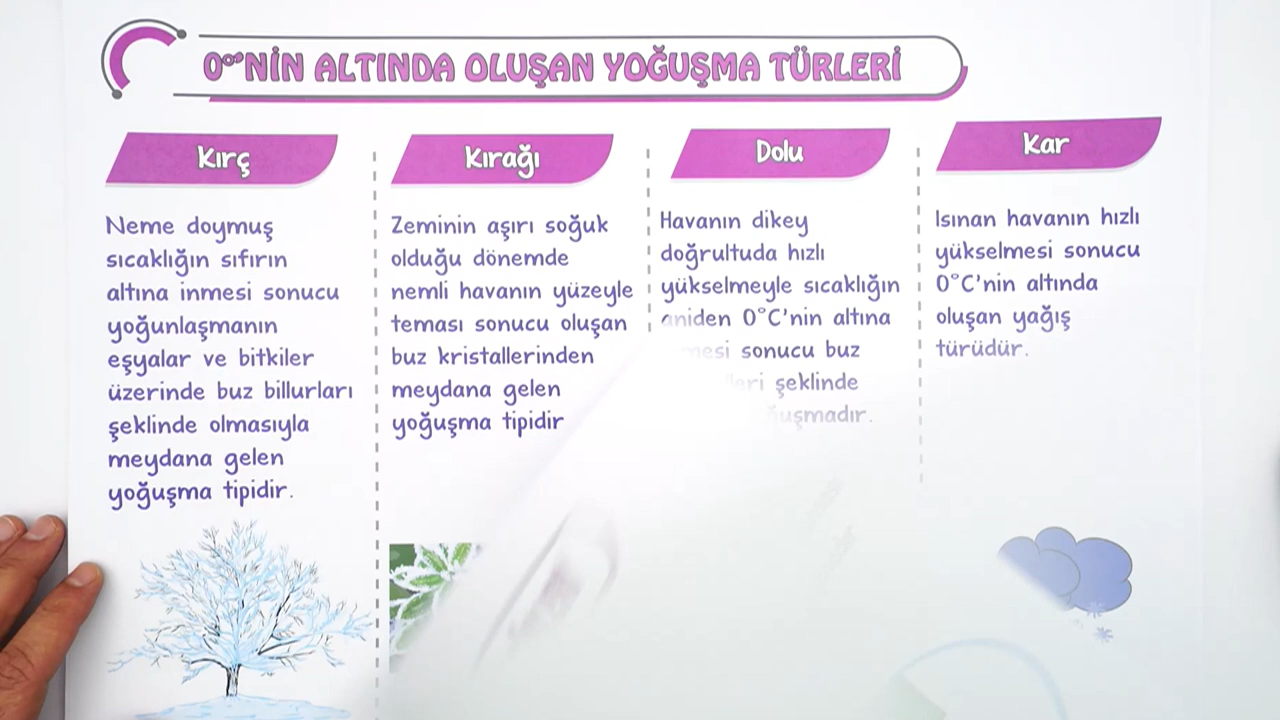 0°'NİN ALTINDA OLUŞAN YOĞUŞMA TÜRLERİ
Kırç
Neme doymuş
sıcaklığın sıfırın
altına inmesi sonucu
yoğunlaşmanın
eşyalar ve bitkiler
üzerinde buz billurları
şeklinde olmasıyla
meydana gelen
yoğuşma tipidir.
Kırağı
Zeminin aşırı soğuk
olduğu dönemde
nemli havanın yüzeyle
teması sonucu oluşan
buz kristallerinden
meydana gelen
yoğuşma tipidir
Dolu
Havanın dikey
doğrultuda hızlı
yükselmeyle sıcaklığın
aniden 0°C'nin altına
sonucu buz
şeklinde
Kar
Isınan havanın hızlı
yükselmesi sonucu
0°C'nin altında
oluşan yağış
türüdür.